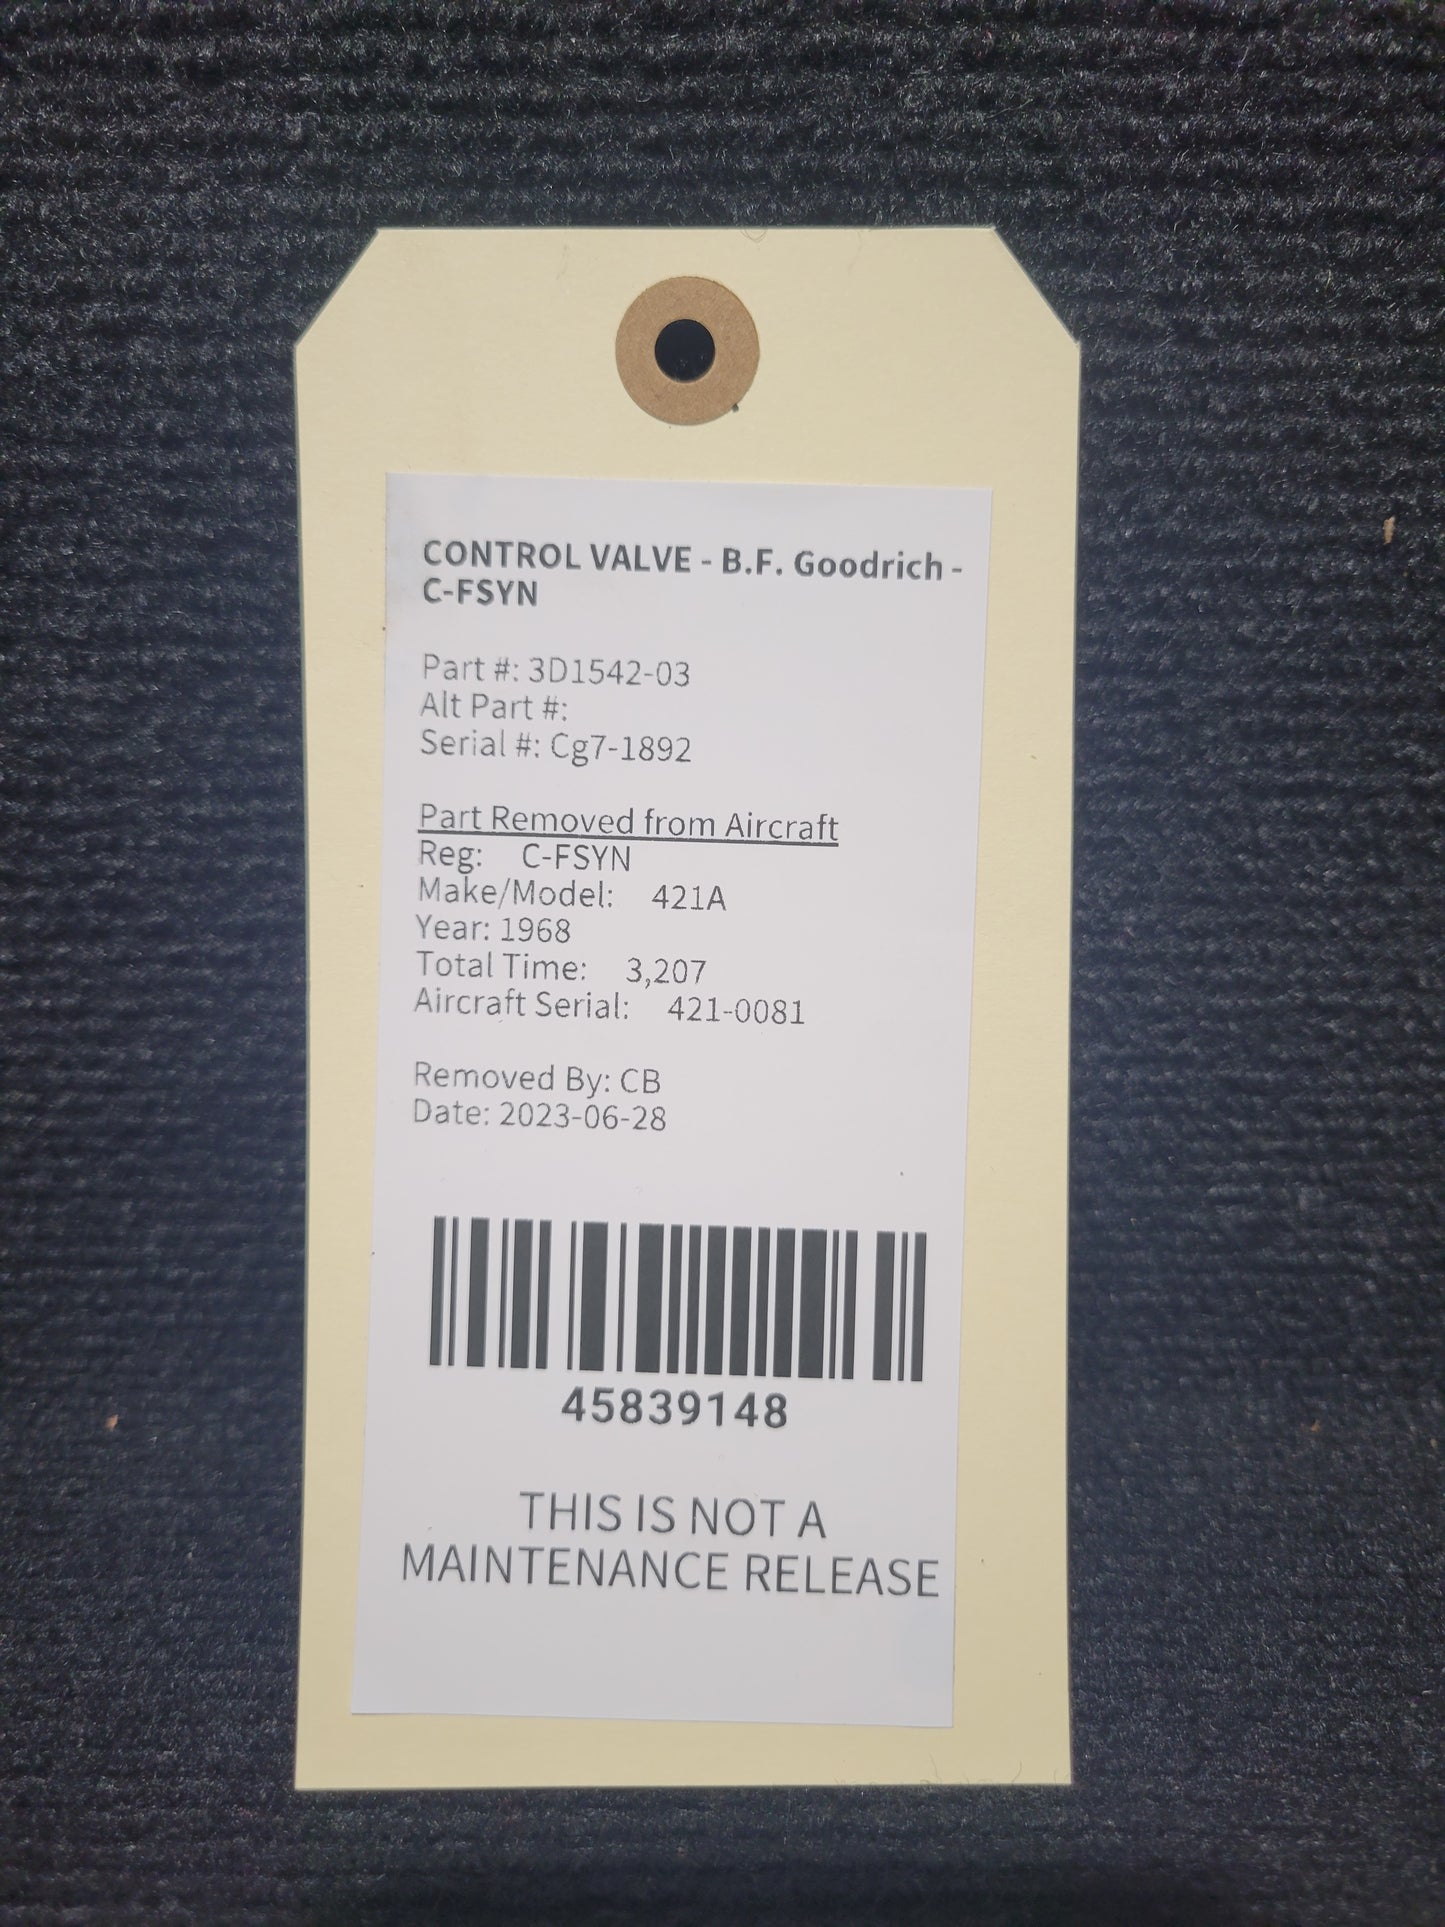 CONTROL VALVE - B.F. Goodrich -
C-FSYN
Part #: 3D1542-03
Alt Part #:
Serial #: Cg7-1892
Part Removed from Aircraft
Reg: C-FSYN
Make/Model: 421A
Year: 1968
Total Time: 3,207
Aircraft Serial: 421-0081
Removed By: CB
Date: 2023-06-28
45839148
THIS IS NOT A
MAINTENANCE RELEASE